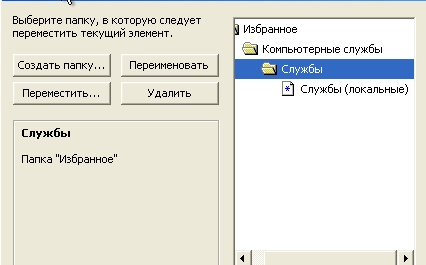 Выберите папку, в которую следует
переместить текущий элемент.
Создать папку...
Переименовать
Переместить...
Удалить
Службы
Папка "Избранное"
Избранное
Компьютерные службы
Службы
Службы (локальные)